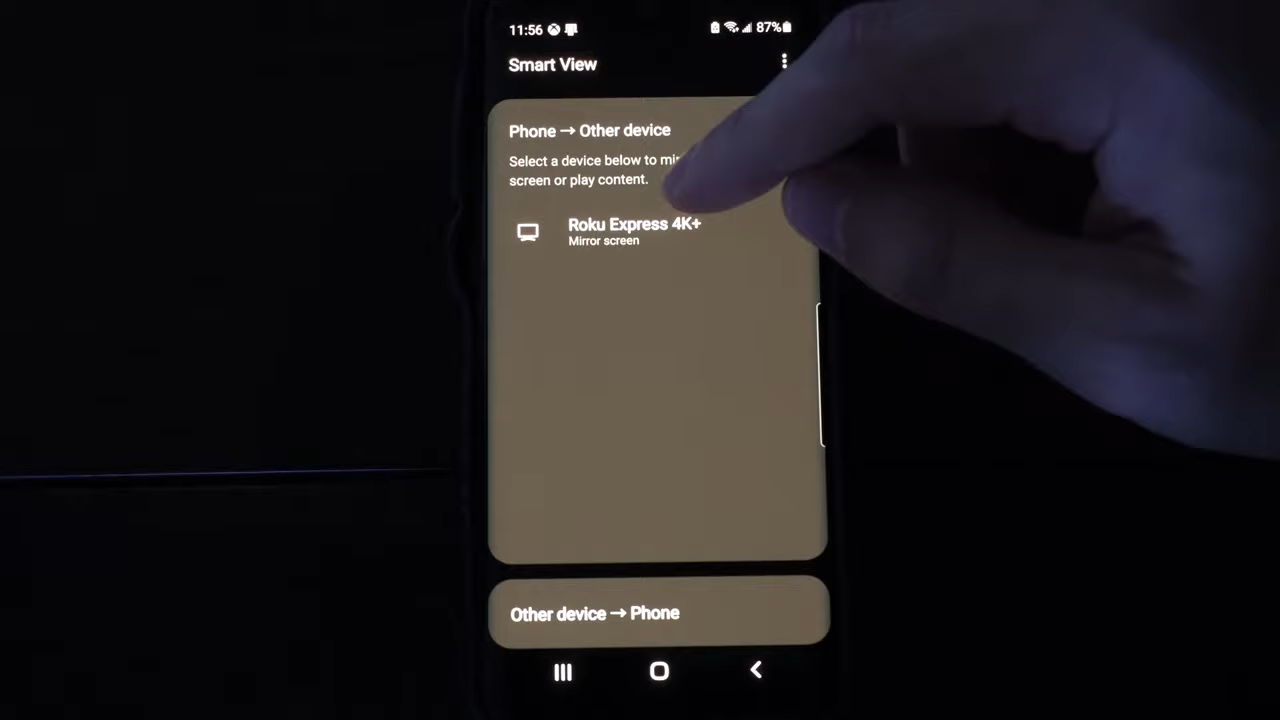 11:56 87%
Smart View
Phone → Other device
Select a device below to
screen or play content.
Roku Express 4K+
Mirror screen
Other device → Phone